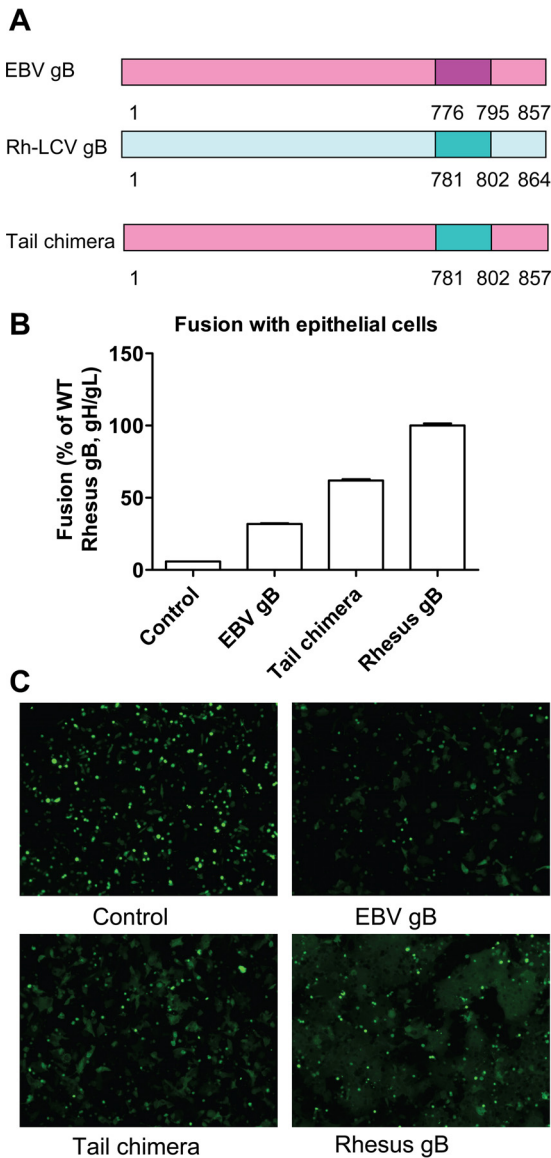 A
EBV gB
1 776 795 857
Rh-LCV gB
1 781 802 864
Tail chimera
1 781 802 857
B
Fusion with epithelial cells
Fusion (% of WT
Rhesus gB, gH/gL)
150
100
50
0
Control
EBV gB
Tail chimera
Rhesus gB
C
Control
EBV gB
Tail chimera
Rhesus gB